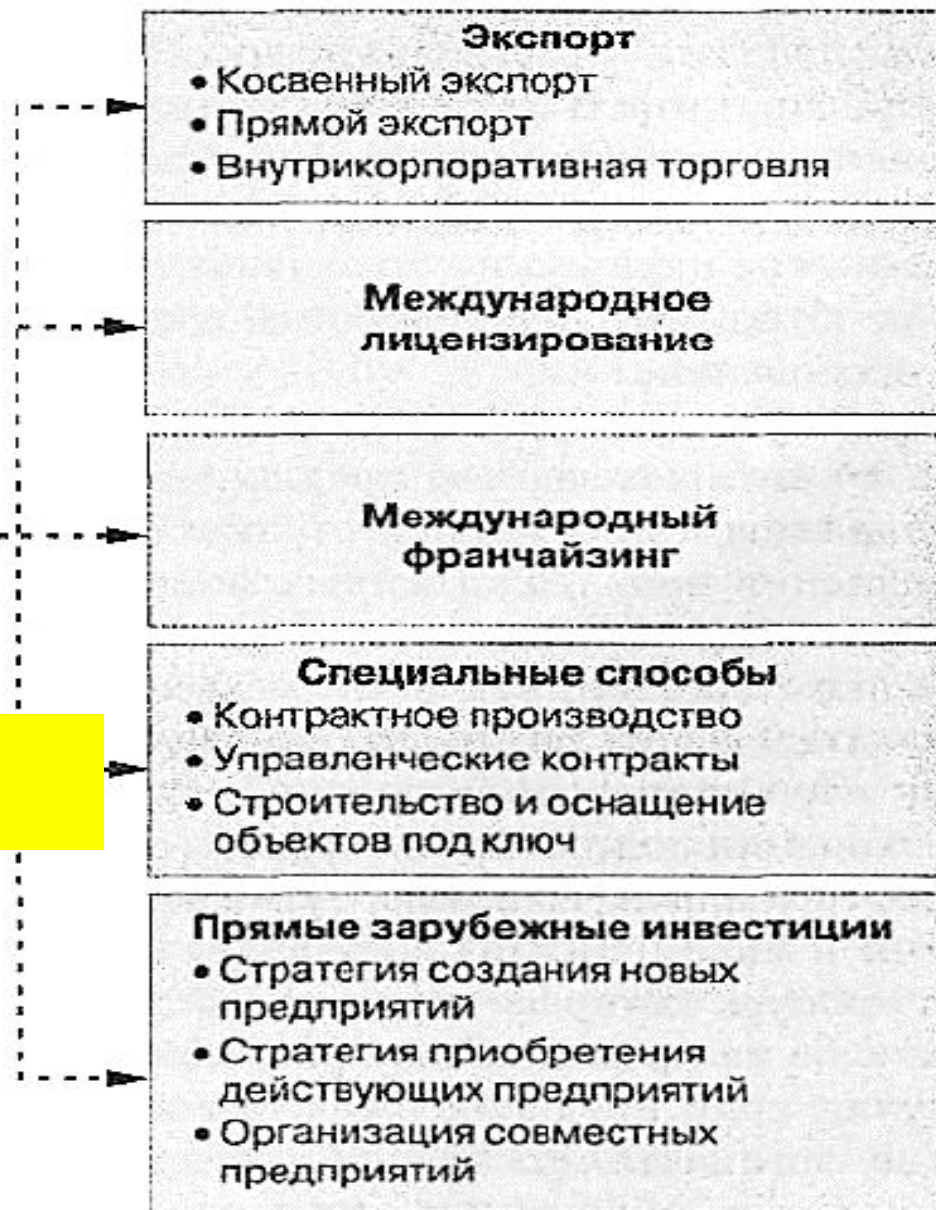 Экспорт
• Косвенный экспорт
• Прямой экспорт
• Внутрикорпоративная торговля
Международное
лицензирование
Международный
франчайзинг
Специальные способы
• Контрактное производство
• Управленческие контракты
• Строительство и оснащение
объектов под ключ
Прямые зарубежные инвестиции
• Стратегия создания новых
предприятий
• Стратегия приобретения
действующих предприятий
• Организация совместных
предприятий